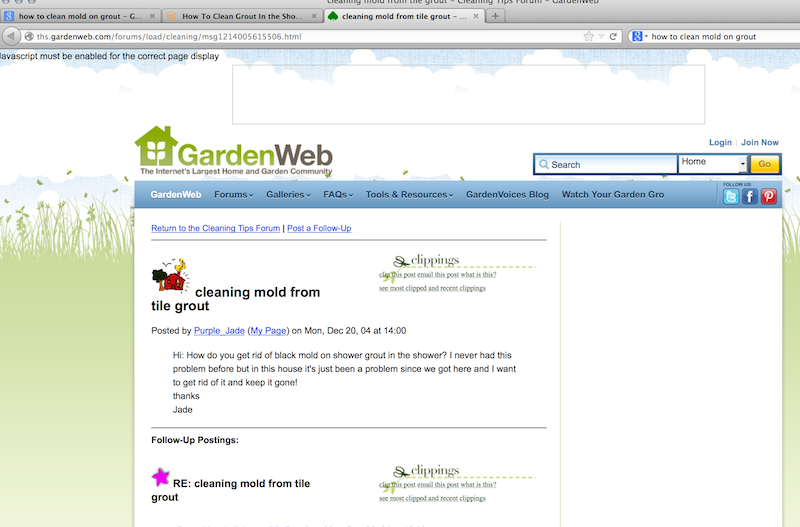 cleaning mold from tile grout – Cleaning Tips Forum – GardenWeb
how to clean mold on grout – G...
How To Clean Grout In the Sho...
cleaning mold from tile grout – ...
ths.gardenweb.com/forums/load/cleaning/msg1214005615506.html
how to clean mold on grout
Javascript must be enabled for the correct page display
Login | Join Now
GardenWeb
The Internet's Largest Home and Garden Community
Search
Home
Go
GardenWeb Forums Galleries FAQs Tools & Resources GardenVoices Blog Watch Your Garden Gro
FOLLOW US:
Return to the Cleaning Tips Forum | Post a Follow-Up
clippings
clip this post email this post what is this?
see most clipped and recent clippings
cleaning mold from
tile grout
Posted by Purple_Jade (My Page) on Mon, Dec 20, 04 at 14:00
Hi: How do you get rid of black mold on shower grout in the shower? I never had this
problem before but in this house it's just been a problem since we got here and I want
to get rid of it and keep it gone!
thanks
Jade
Follow-Up Postings:
clippings
clip this post email this post what is this?
see most clipped and recent clippings
RE: cleaning mold from tile
grout